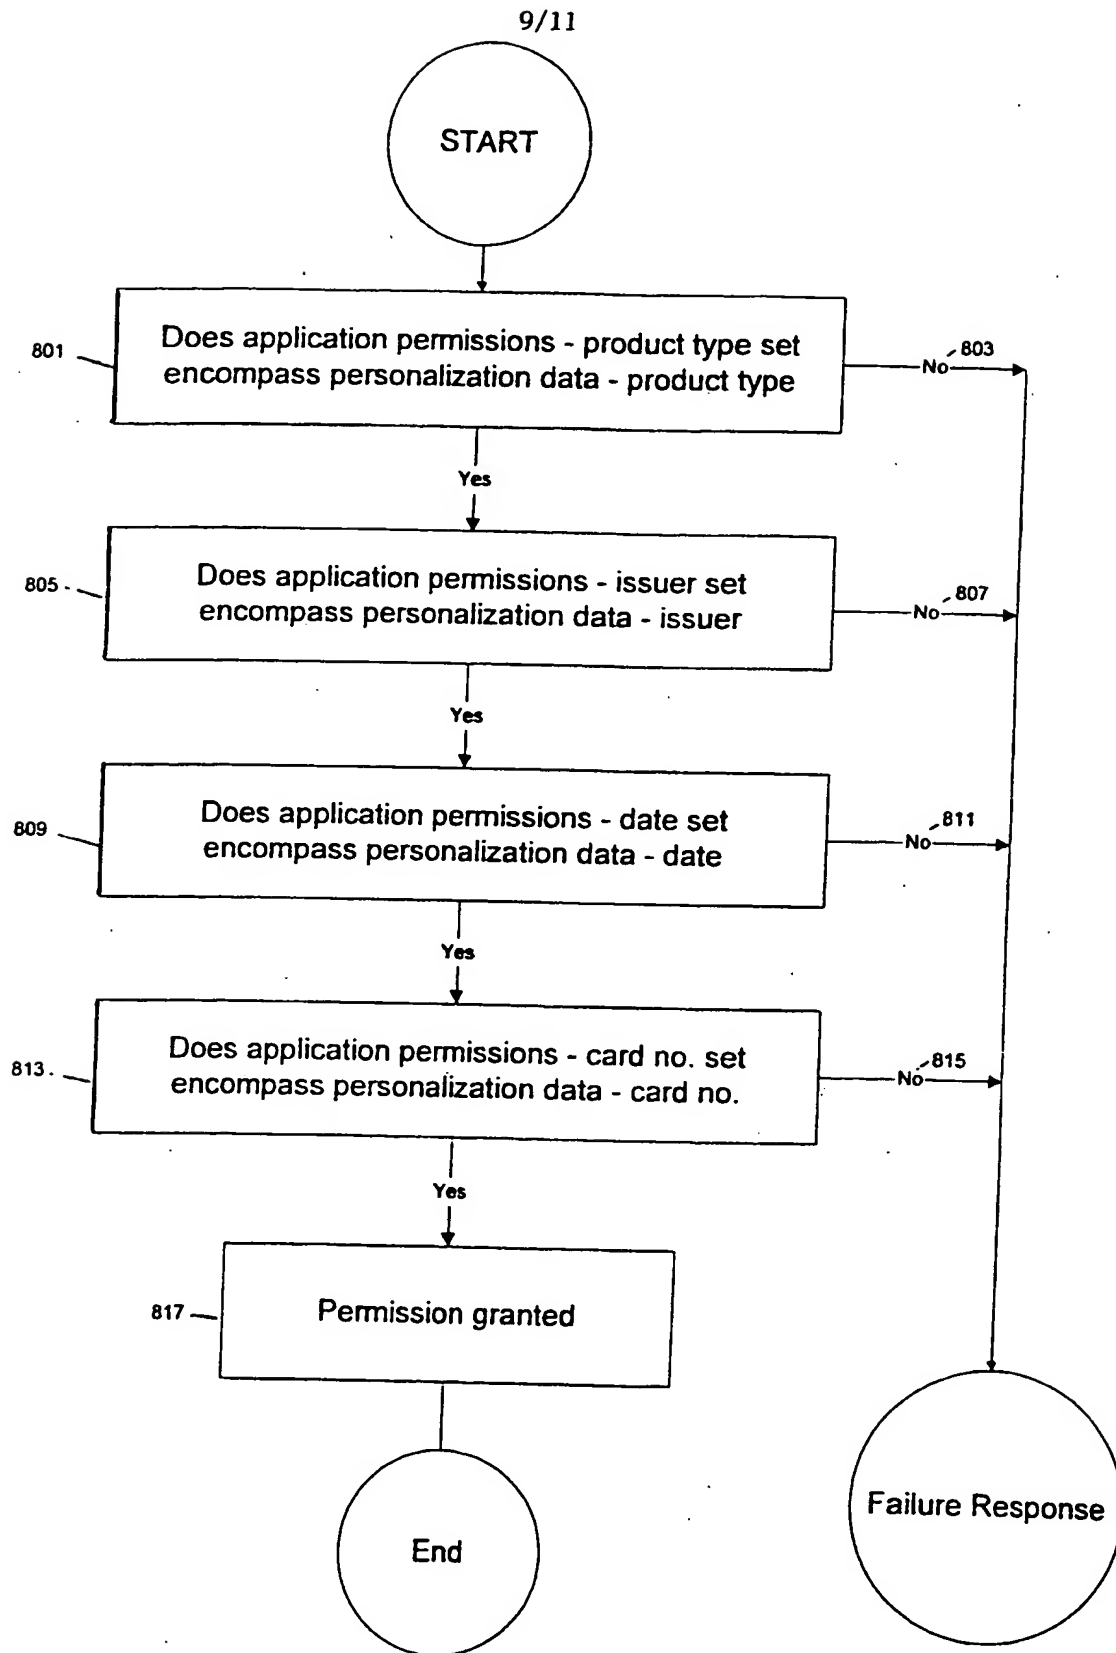 9/11
START
801
Does application permissions - product type set
encompass personalization data - product type
No
803
Yes
805
Does application permissions - issuer set
encompass personalization data - issuer
No
807
Yes
809
Does application permissions - date set
encompass personalization data - date
No
811
Yes
813
Does application permissions - card no. set
encompass personalization data - card no.
No
815
Yes
817
Permission granted
End
Failure Response